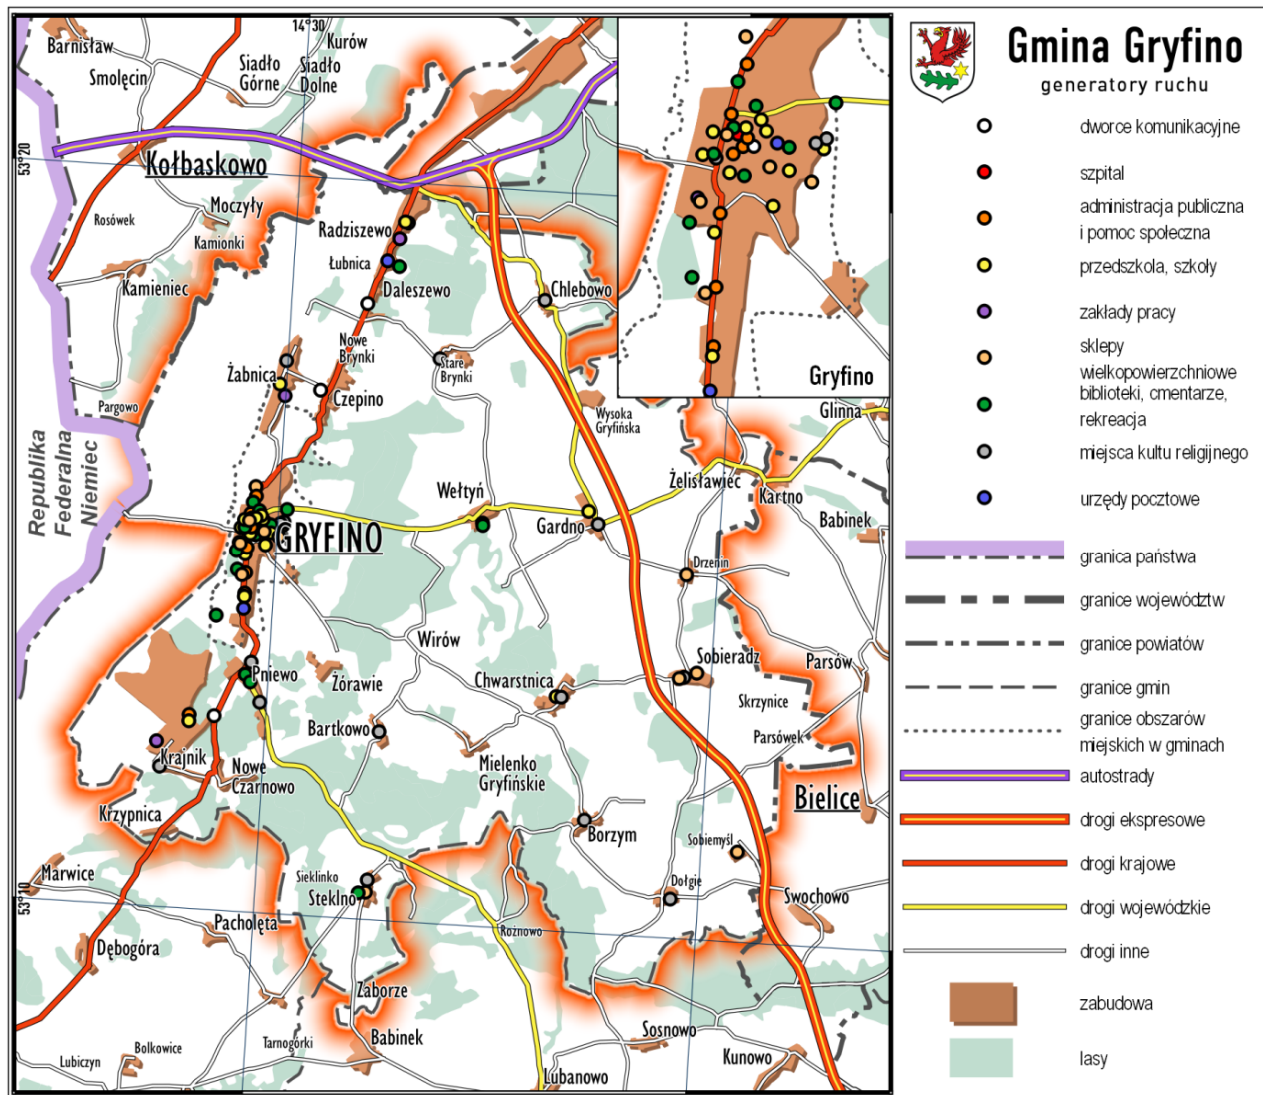 Gmina Gryfino
generatory ruchu
dworce komunikacyjne
szpital
administracja publiczna
i pomoc społeczna
przedszkola, szkoły
zakłady pracy
sklepy
wielkopowierzchniowe
biblioteki, cmentarze,
rekreacja
miejsca kultu religijnego
urzędy pocztowe
granica państwa
granice województw
granice powiatów
granice gmin
granice obszarów
miejskich w gminach
autostrady
drogi ekspresowe
drogi krajowe
drogi wojewódzkie
drogi inne
zabudowa
lasy
14°30
53°20
53°10
Barnisław
Smolęcin
Siadło
Górne
Kurów
Siadło
Dolne
Kołbaskowo
Rosówek
Moczyły
Kamionki
Kamieniec
Pargowo
Republika
Federalna
Niemiec
Radziszewo
Łubnica
Daleszewo
Chlebowo
Nowe
Brynki
Stare
Brynki
Żabnica
Czepino
Wysoka
Gryfińska
Gryfino
Glinna
Żelisławiec
Kartno
Babinek
Wełtyń
Gardno
GRYFINO
Drzenin
Wirów
Sobieradz
Parsów
Pniewo
Żórawie
Chwarstnica
Skrzynice
Bartkowo
Parsówek
Krajnik
Nowe
Czarnowo
Mielenko
Gryfińskie
Bielice
Krzypnica
Borzym
Sobiemyśl
Marwice
Sieklinko
Steklno
Dołgie
Swochowo
Pacholęta
Rożnowo
Dębogóra
Zaborze
Babinek
Sosnowo
Tarnogórki
Bolkowice
Lubiczyn
Kunowo
Lubanowo